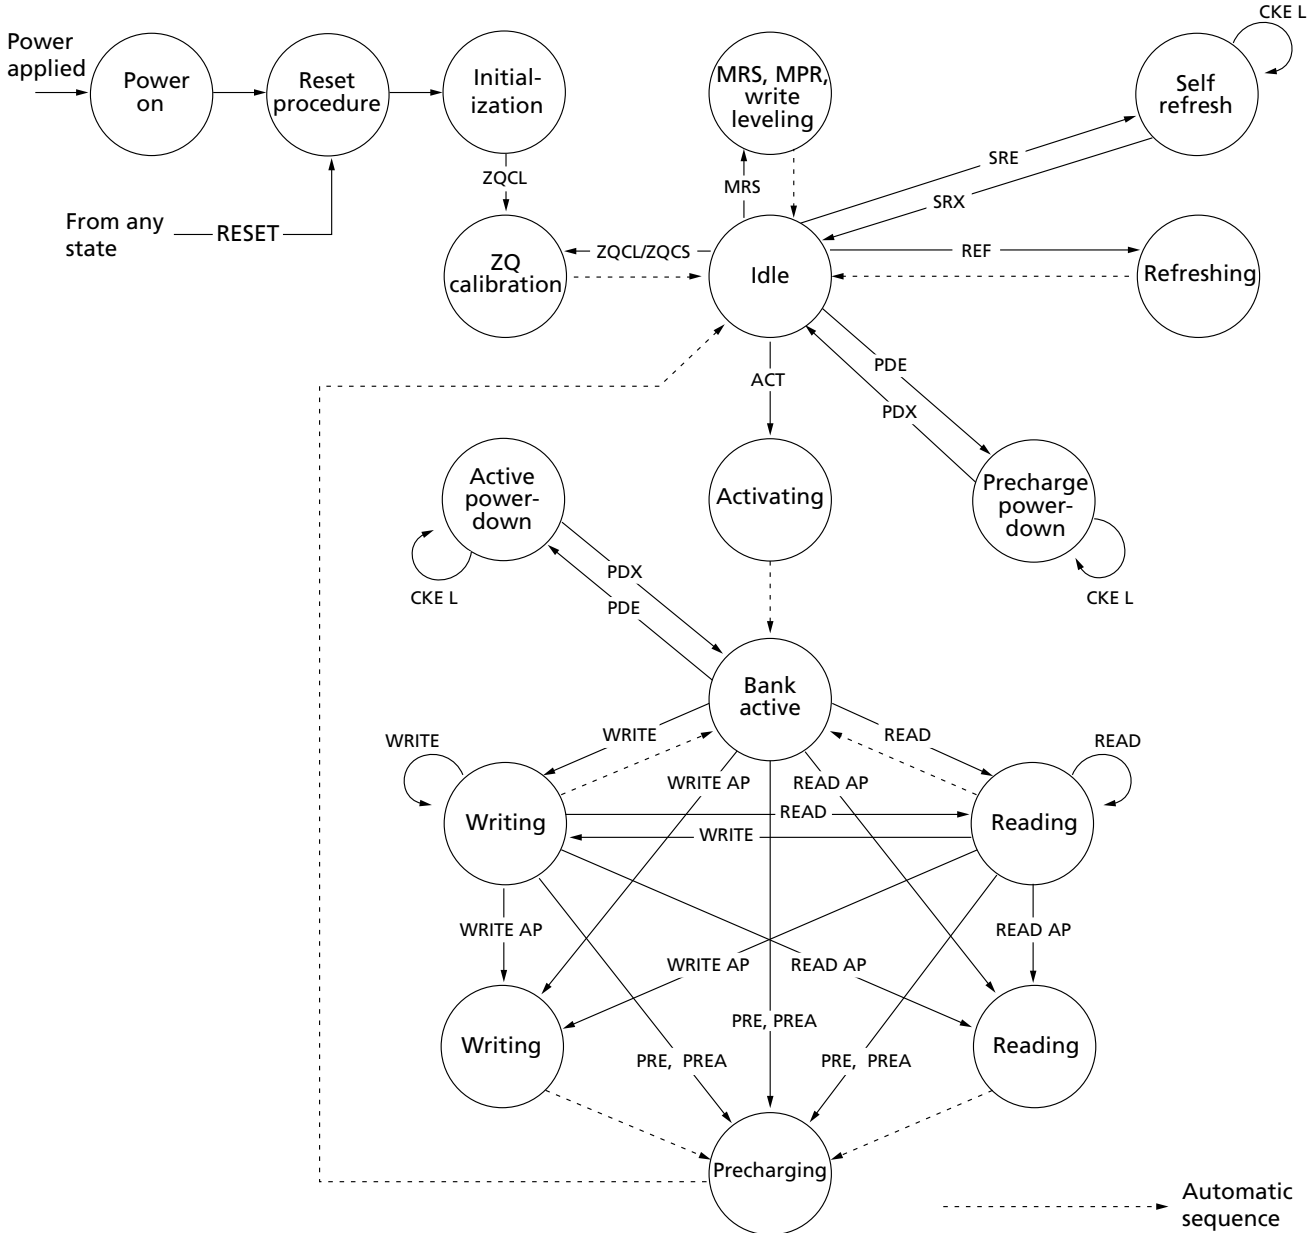 Power
applied
Power
on
Reset
procedure
Initial-
ization
MRS, MPR,
write
leveling
CKE L
Self
refresh
ZQCL
MRS
SRE
SRX
From any
state
RESET
ZQ
calibration
ZQCL/ZQCS
Idle
REF
Refreshing
ACT
PDE
PDX
Active
power-
down
CKE L
Activating
Precharge
power-
down
CKE L
PDX
PDE
Bank
active
WRITE
WRITE
READ
READ
WRITE AP
READ AP
Writing
READ
WRITE
Reading
WRITE AP
READ AP
WRITE AP
READ AP
Writing
PRE, PREA
Reading
PRE, PREA
PRE, PREA
Precharging
Automatic
sequence